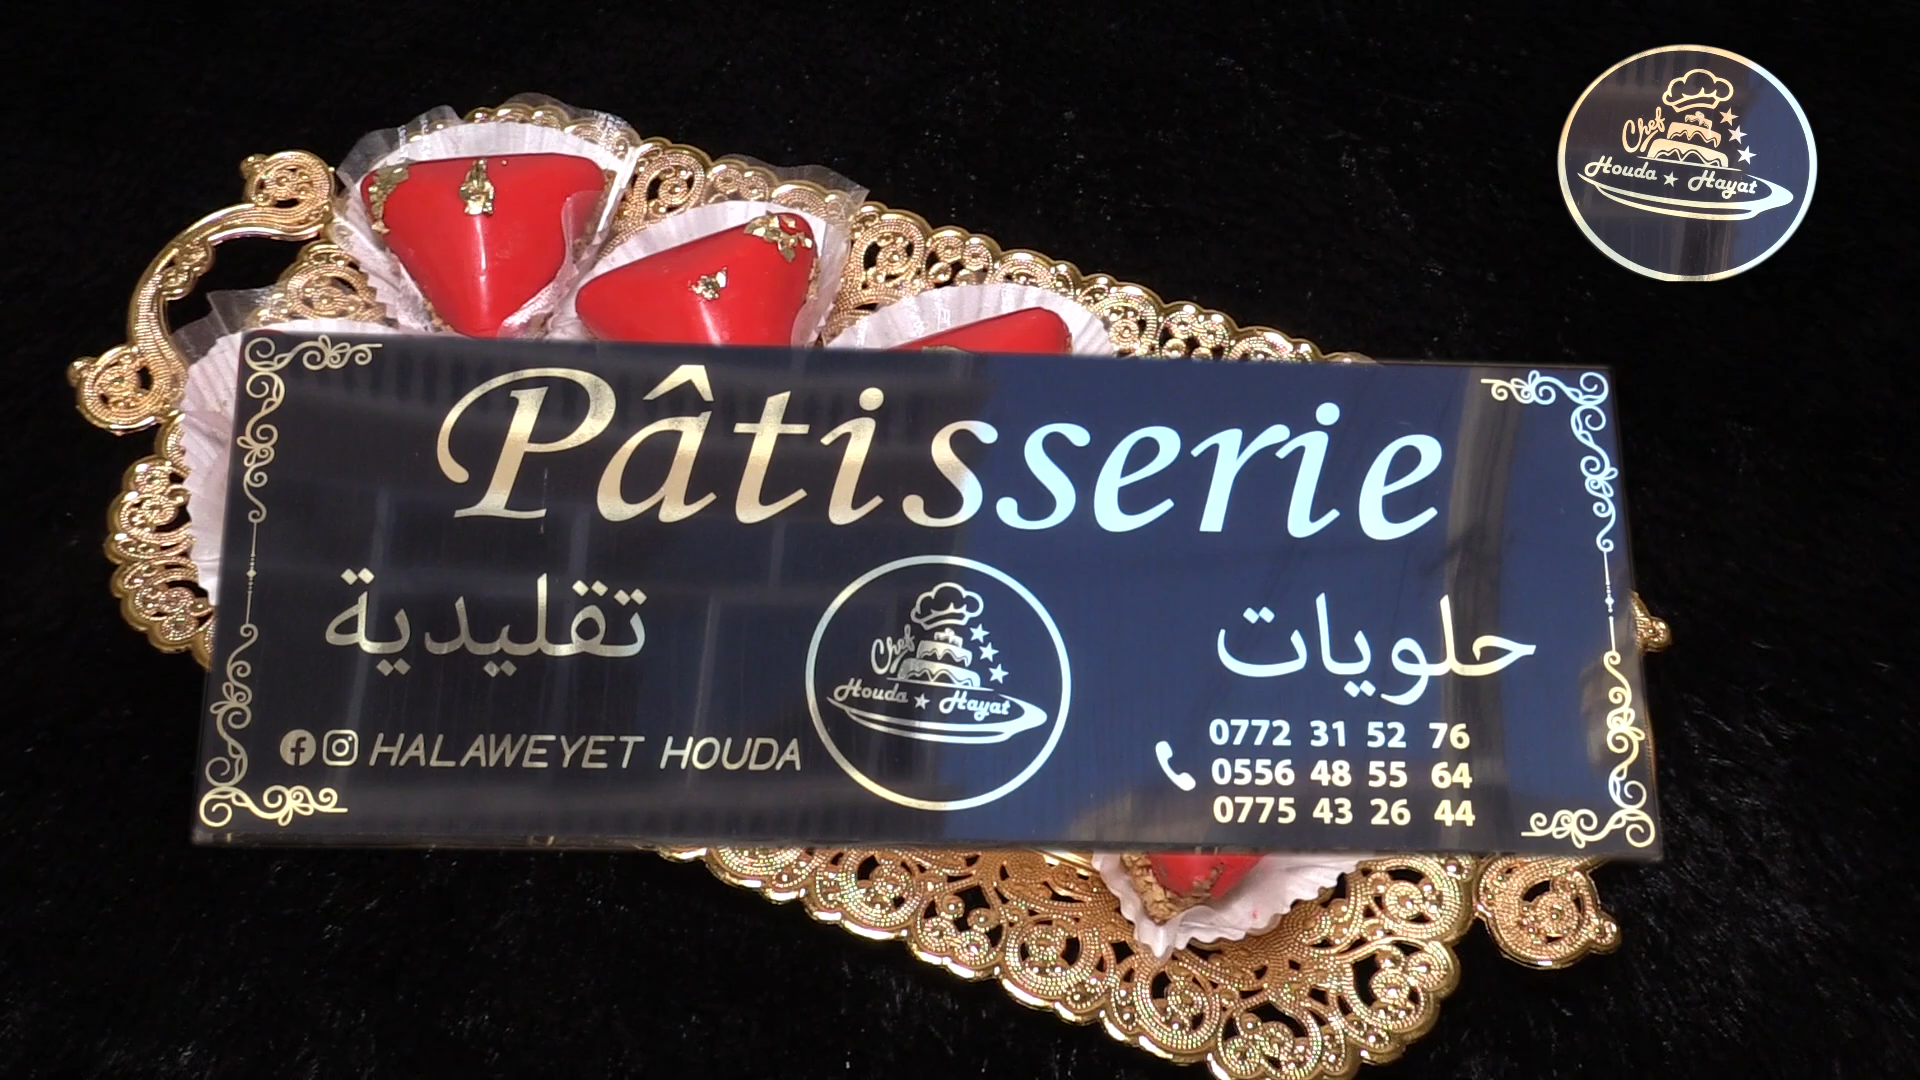 Chef
Houda ★ Hayat
Pâtisserie
حلويات تقليدية
Chef
Houda ★ Hayat
HALAWEYET HOUDA
0772 31 52 76
0556 48 55 64
0775 43 26 44